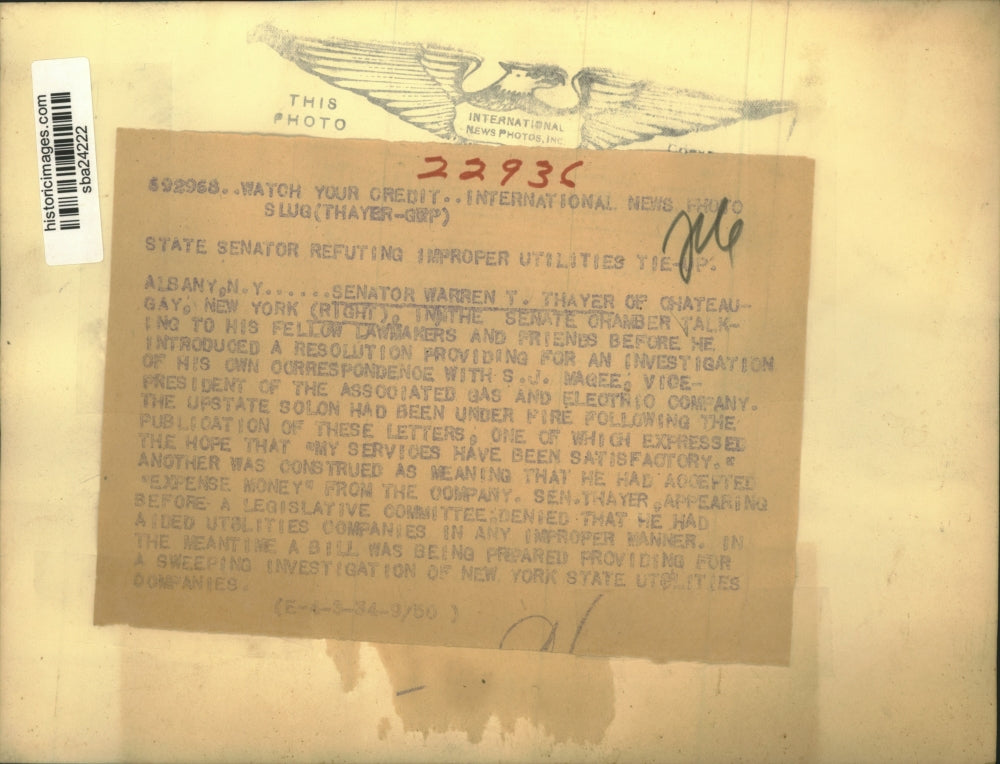 historicimages.com
sba24222
THIS
PHOTO
INTERNATIONAL
NEWS PHOTOS, INC
22936
692968..WATCH YOUR CREDIT..INTERNATIONAL NEWS PHOTO
SLUG(THAYER-GWP)
STATE SENATOR REFUTING IMPROPER UTILITIES TIE-UP.
ALBANY,N.Y......SENATOR WARREN T. THAYER OF CHATEAU-
GAY, NEW YORK (RIGHT), IN THE SENATE CHAMBER TALK-
ING TO HIS FELLOW LAWMAKERS AND FRIENDS BEFORE HE
INTRODUCED A RESOLUTION PROVIDING FOR AN INVESTIGATION
OF HIS OWN CORRESPONDENCE WITH S.J. MAGEE, VICE-
PRESIDENT OF THE ASSOCIATED GAS AND ELECTRIC COMPANY.
THE UPSTATE SOLON HAD BEEN UNDER FIRE FOLLOWING THE
PUBLICATION OF THESE LETTERS, ONE OF WHICH EXPRESSED
THE HOPE THAT "MY SERVICES HAVE BEEN SATISFACTORY."
ANOTHER WAS CONSTRUED AS MEANING THAT HE HAD ACCEPTED
"EXPENSE MONEY" FROM THE COMPANY. SEN.THAYER,APPEARING
BEFORE A LEGISLATIVE COMMITTEE,DENIED THAT HE HAD
AIDED UTILITIES COMPANIES IN ANY IMPROPER MANNER. IN
THE MEANTIME A BILL WAS BEING PREPARED PROVIDING FOR
A SWEEPING INVESTIGATION OF NEW YORK STATE UTILITIES
COMPANIES.
(E-4-3-34-9/50 )